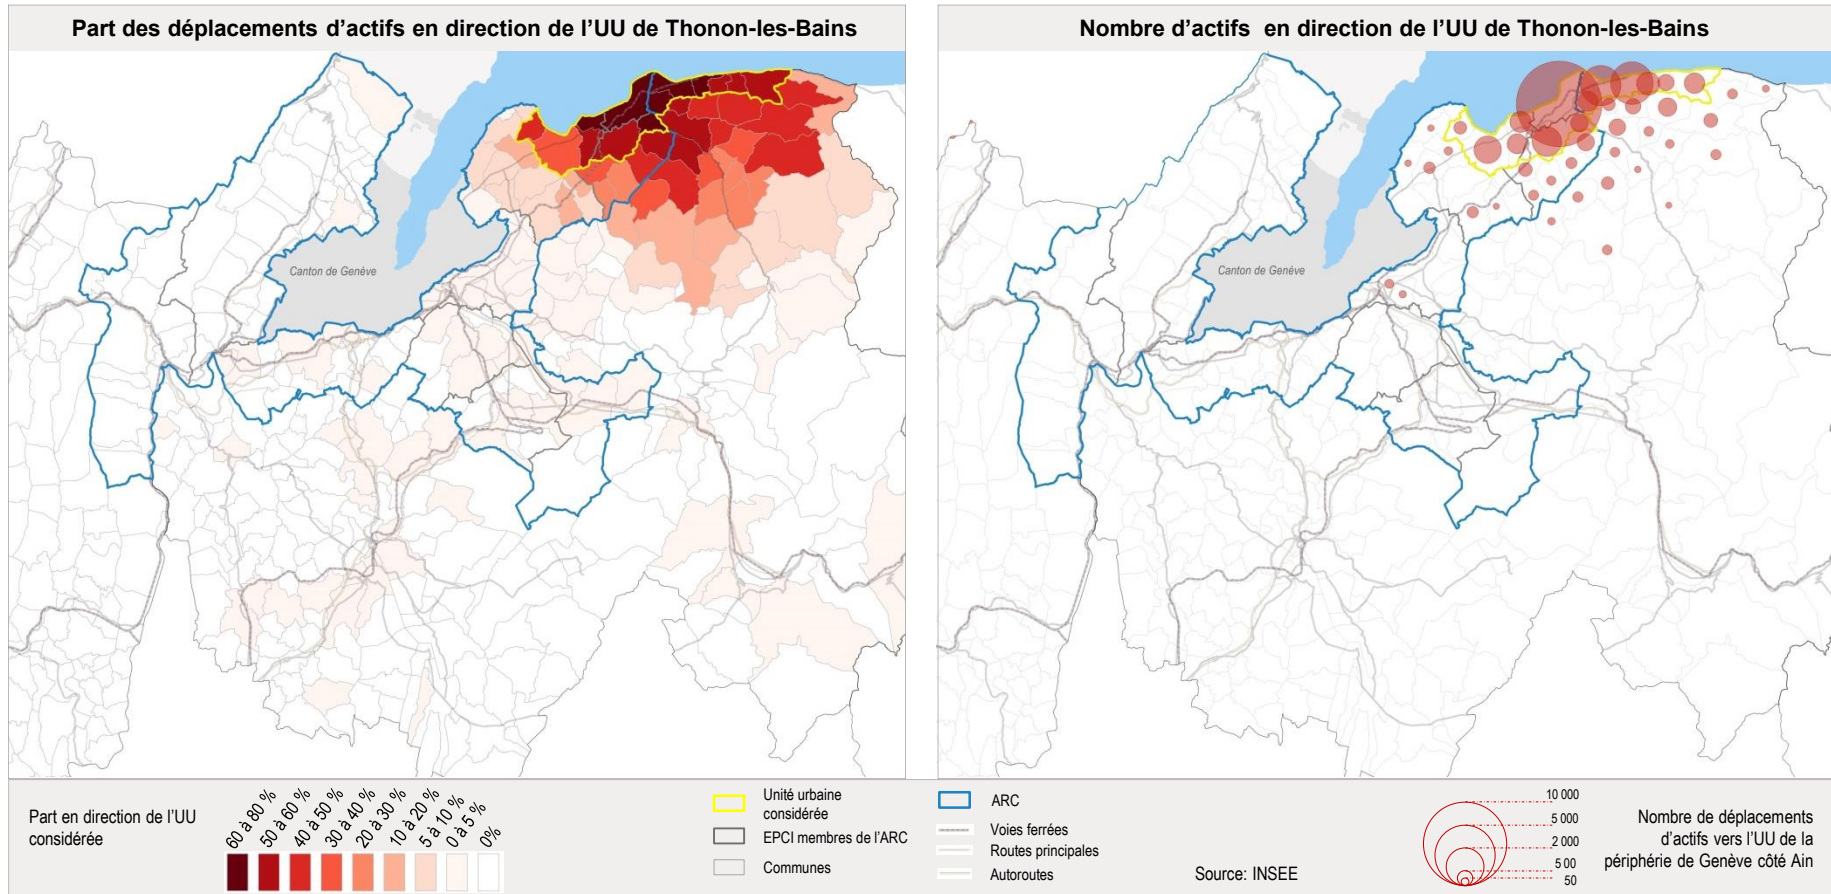 Part des déplacements d'actifs en direction de l'UU de Thonon-les-Bains
Canton de Genève
Nombre d'actifs en direction de l'UU de Thonon-les-Bains
Canton de Genève
Part en direction de l'UU
considérée
60 à 80 %
50 à 60 %
40 à 50 %
30 à 40 %
20 à 30 %
10 à 20 %
5 à 10 %
0 à 5 %
0%
Unité urbaine
considérée
EPCI membres de l'ARC
Communes
ARC
Voies ferrées
Routes principales
Autoroutes
Source: INSEE
10 000
5 000
2 000
5 00
50
Nombre de déplacements
d'actifs vers l'UU de la
périphérie de Genève côté Ain